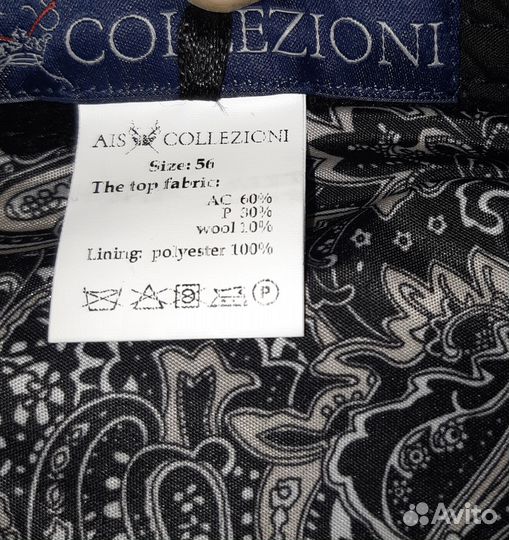 COLLEZIONI
AIS COLLEZIONI
Size: 56
The top fabric:
AC 60%
P 30%
wool 10%
Lining: polyester 100%
P
Avito